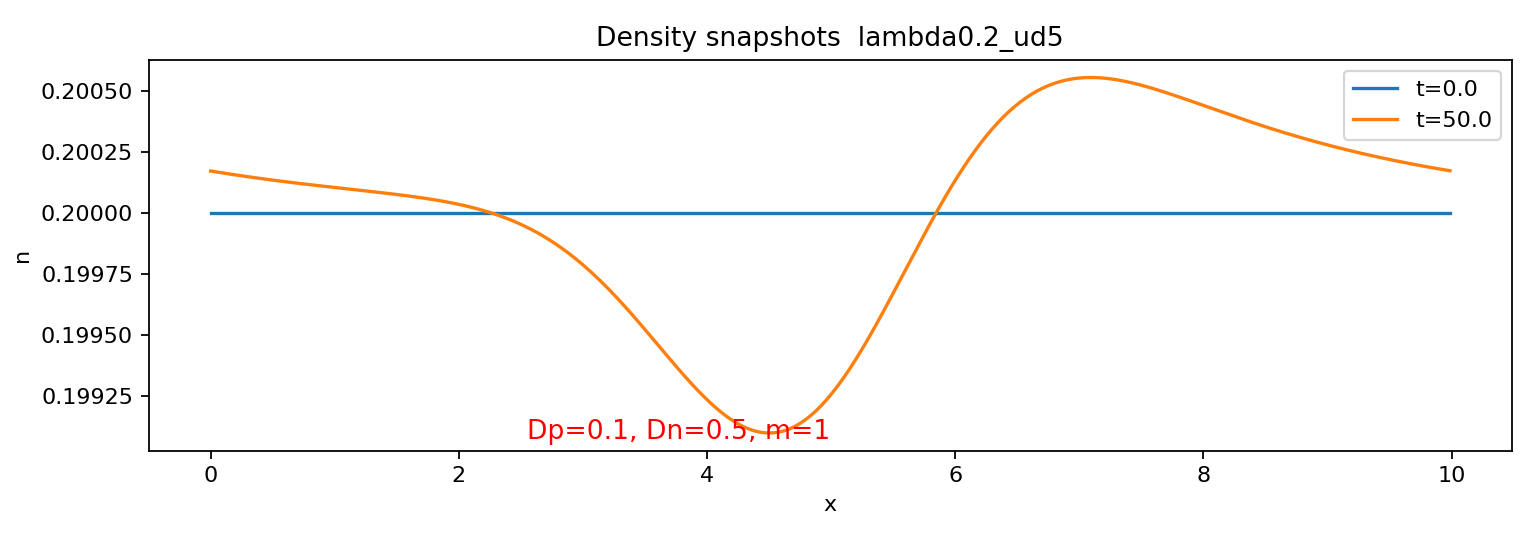 Density snapshots  lambda0.2_ud5
t=0.0
t=50.0
0.20050
0.20025
0.20000
0.19975
0.19950
0.19925
n
Dp=0.1, Dn=0.5, m=1
0 2 4 6 8 10
x